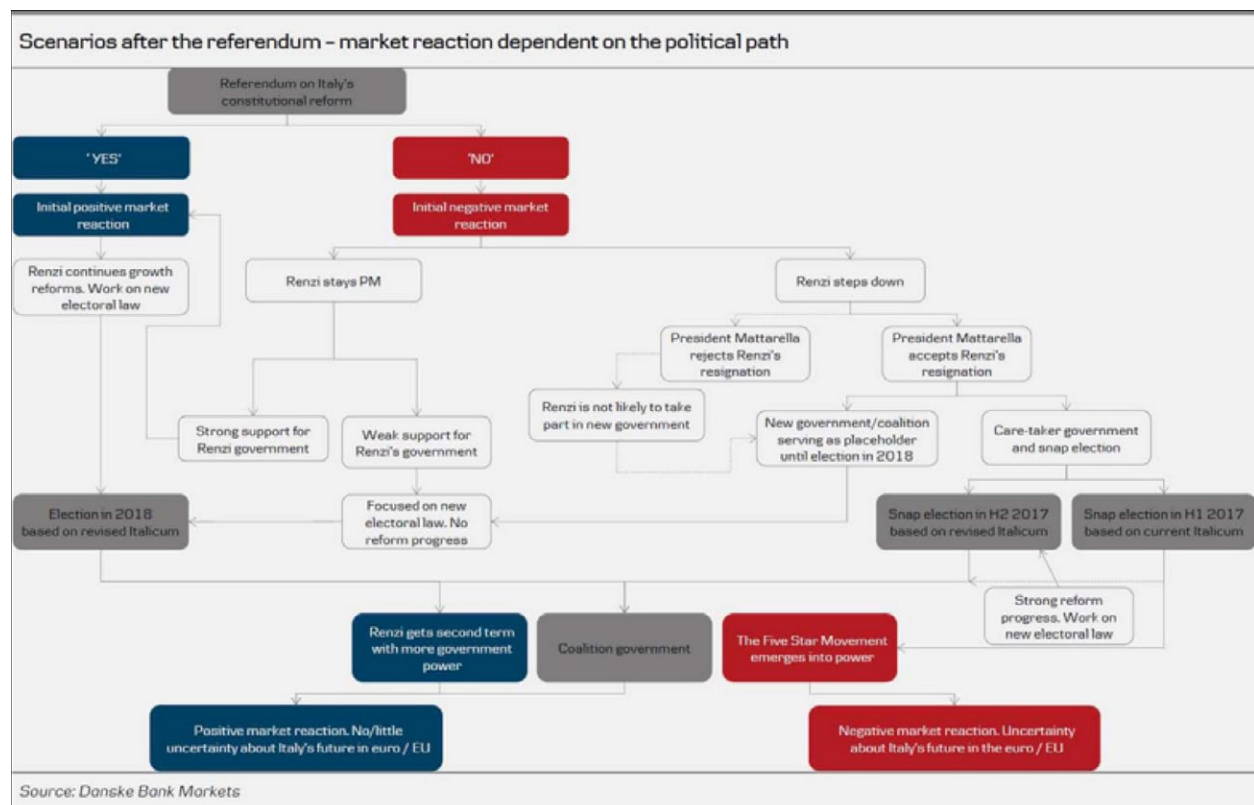 Scenarios after the referendum – market reaction dependent on the political path
Referendum on Italy's
constitutional reform
'YES'
'NO'
Initial positive market
reaction
Initial negative market
reaction
Renzi continues growth
reforms. Work on new
electoral law
Renzi stays PM
Renzi steps down
President Mattarella
rejects Renzi's
resignation
President Mattarella
accepts Renzi's
resignation
Renzi is not likely to take
part in new government
Strong support for
Renzi government
Weak support for
Renzi's government
New government/coalition
serving as placeholder
until election in 2018
Care-taker government
and snap election
Election in 2018
based on revised Italicum
Focused on new
electoral law. No
reform progress
Snap election in H2 2017
based on revised Italicum
Snap election in H1 2017
based on current Italicum
Strong reform
progress. Work on
new electoral law
Renzi gets second term
with more government
power
Coalition government
The Five Star Movement
emerges into power
Positive market reaction. No/little
uncertainty about Italy's future in euro / EU
Negative market reaction. Uncertainty
about Italy's future in the euro / EU
Source: Danske Bank Markets